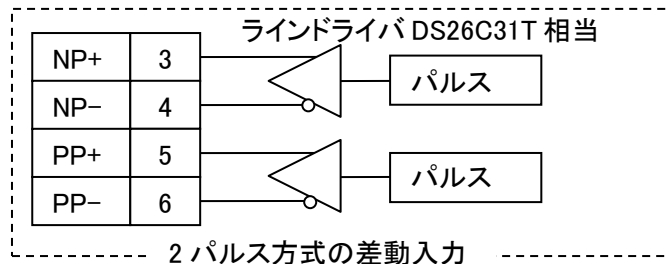 ラインドライバ DS26C31T 相当
NP+ 3
NP− 4
PP+ 5
PP− 6
パルス
パルス
2 パルス方式の差動入力